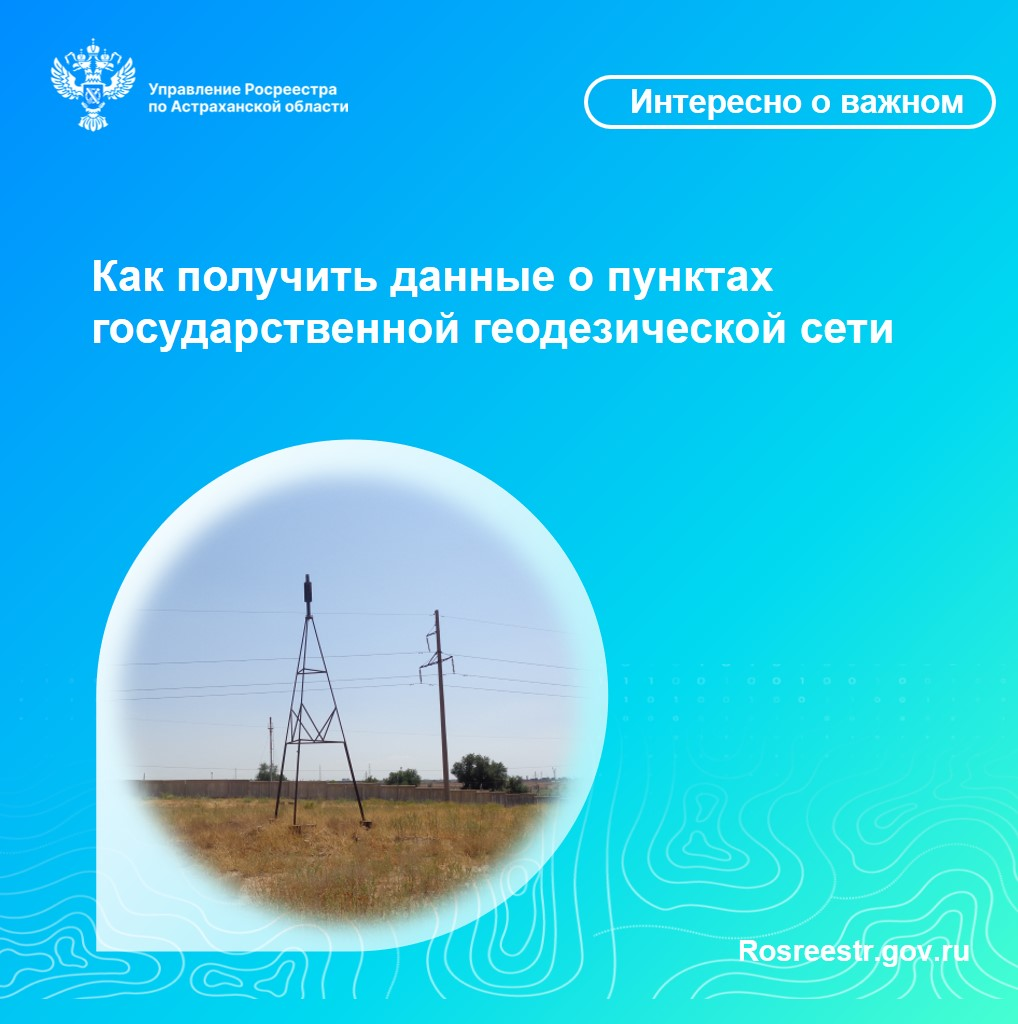 Управление Росреестра
по Астраханской области
Интересно о важном
Как получить данные о пунктах
государственной геодезической сети
Rosreestr.gov.ru